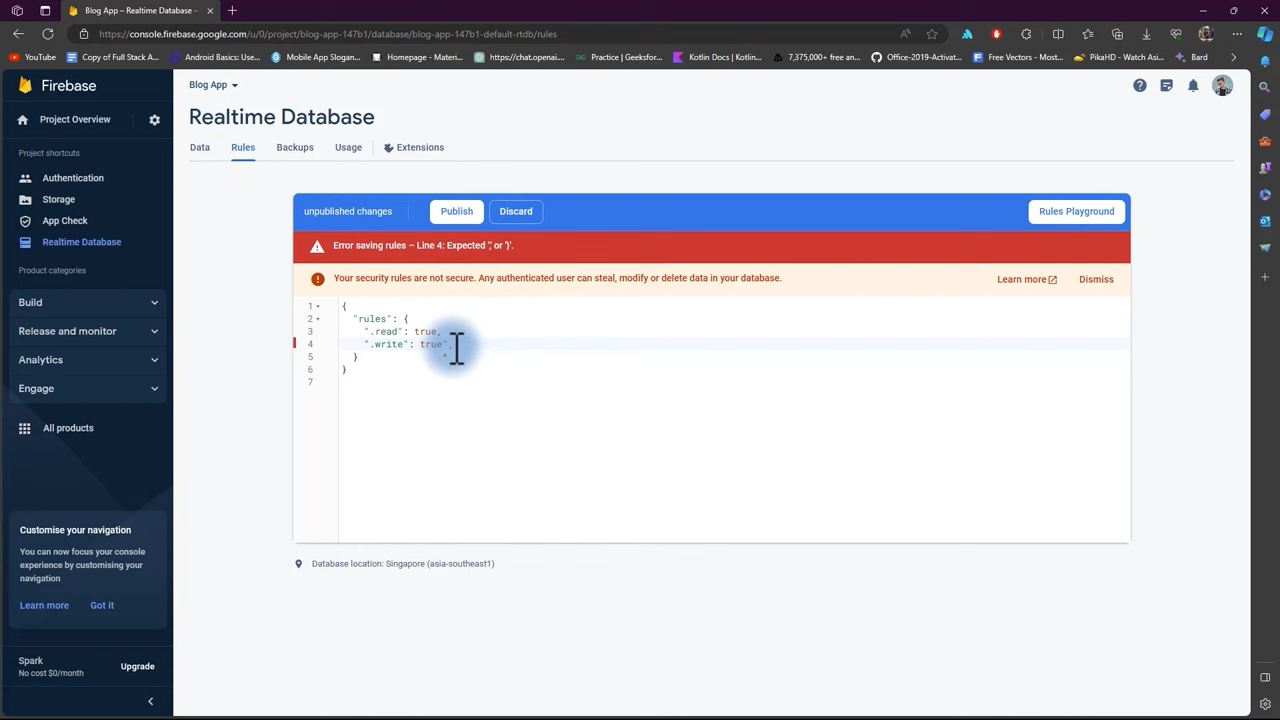 Realtime Database - Blog App -
https://console.firebase.google.com/u/0/project/blog-app-147b1/database/blog-app-147b1-default-rtdb/rules
YouTube
Copy of Full Stack A...
Android Basics: Use...
Mobile App Slogan...
Homepage - Materi...
https://chat.openai...
Practice | Geeksfor...
Kotlin Docs | Kotlin...
7,375,000+ free an...
Office-2019-Activat...
Free Vectors - Most...
PikaHD - Watch Any...
Bard
Firebase
Project Overview
Project shortcuts
Authentication
Storage
App Check
Realtime Database
Product categories
Build
Release and monitor
Analytics
Engage
All products
Customise your navigation
You can now focus your console
experience by customising your
navigation
Learn more
Got it
Spark
No cost $0/month
Upgrade
Blog App
Realtime Database
Data
Rules
Backups
Usage
Extensions
unpublished changes
Publish
Discard
Rules Playground
Error saving rules – Line 4: Expected ',' or '}'.
Your security rules are not secure. Any authenticated user can steal, modify or delete data in your database.
Learn more
Dismiss
1 {
2 "rules": {
3 ".read": true,
4 ".write": true",
5 } ^
6 }
7
Database location: Singapore (asia-southeast1)